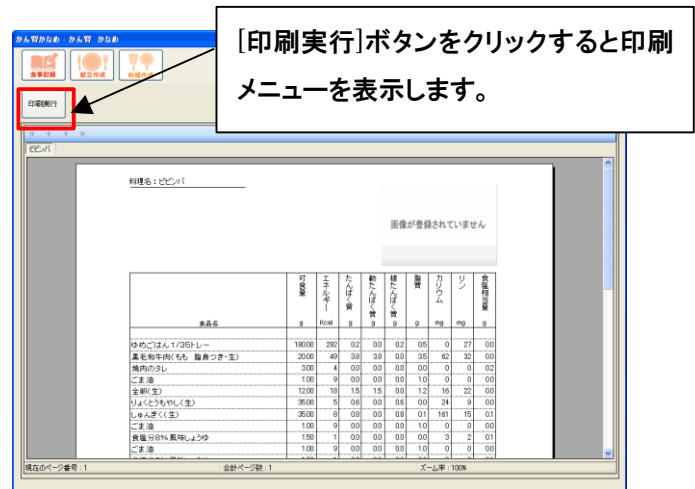 かん腎かなめ：かん腎 かなめ
[印刷実行]ボタンをクリックすると印刷
メニューを表示します。
食事記録 献立作成 料理作成
印刷実行
ビビンバ
料理名：ビビンバ
画像が登録されていません
食品名 可食量 エネルギー たんぱく質 動たんぱく質 植たんぱく質 脂質 カリウム リン 食塩相当量
g Kcal g g g g mg mg g
ゆめごはん1/35トレー 180.00 292 0.2 0.0 0.2 0.5 0 27 0.0
黒毛和牛肉(もも 脂身つき・生) 20.00 49 3.8 3.8 0.0 3.5 62 32 0.0
焼肉のタレ 3.00 4 0.0 0.0 0.0 0.0 0 0 0.2
ごま油 1.00 9 0.0 0.0 0.0 1.0 0 0 0.0
全卵(生) 12.00 18 1.5 1.5 0.0 1.2 16 22 0.0
りょくとうもやし(生) 35.00 5 0.6 0.0 0.6 0.0 24 9 0.0
しゅんぎく(生) 35.00 8 0.8 0.0 0.8 0.1 161 15 0.1
ごま油 1.00 9 0.0 0.0 0.0 1.0 0 0 0.0
食塩分8%風味しょうゆ 1.50 1 0.0 0.0 0.0 0.0 3 2 0.1
ごま油 1.00 9 0.0 0.0 0.0 1.0 0 0 0.0
現在のページ番号：1 合計ページ数：1 ズーム率：100%